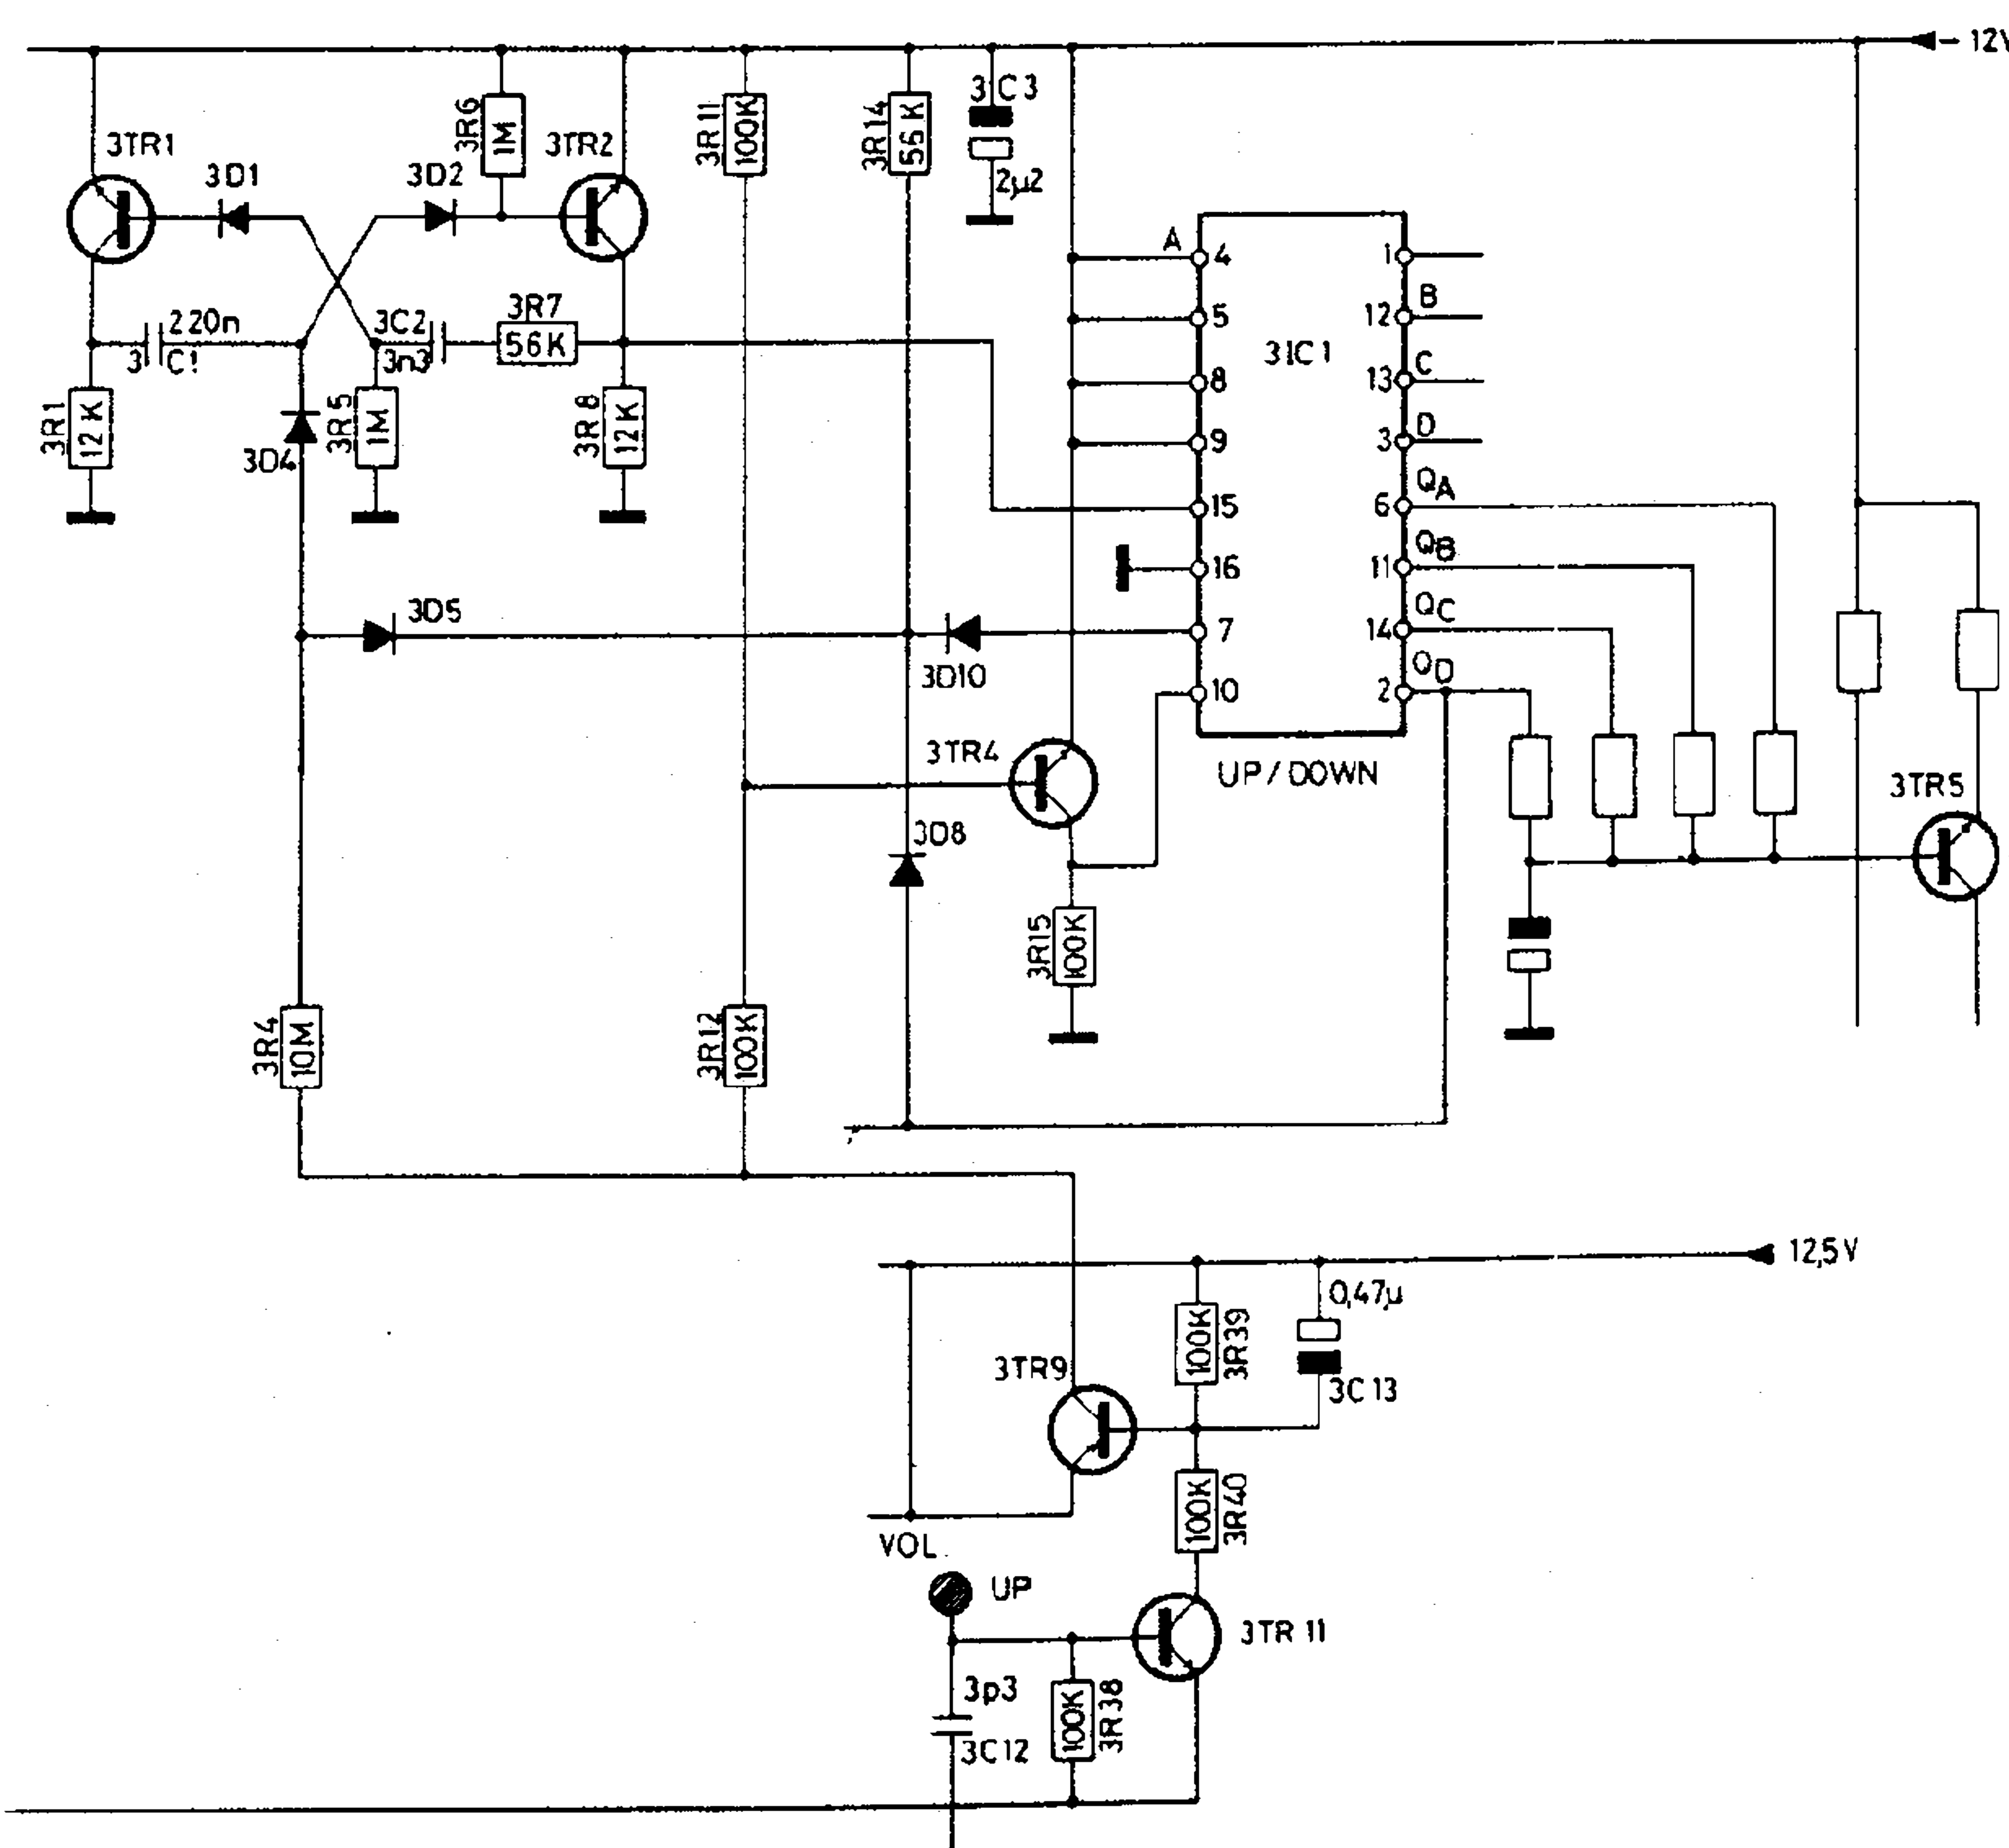 - 12V
3C3
2µ2
3R6
1M
3R11
100K
3R14
56K
3TR1
3D1
3D2
3TR2
220n
3C1
3C2
3n3
3R7
56K
3R1
12K
3D4
3R5
1M
3R8
12K
3IC1
A
4
5
8
9
15
16
7
10
1
B
12
C
13
D
3
QA
6
QB
11
QC
14
QD
2
UP/DOWN
3D5
3D10
3TR4
3D8
3TR5
3R15
100K
3R4
10M
3R12
100K
12,5V
0,47µ
3C13
100K
3R39
3TR9
100K
3R40
VOL.
UP
3TR11
3p3
3C12
100K
3R38